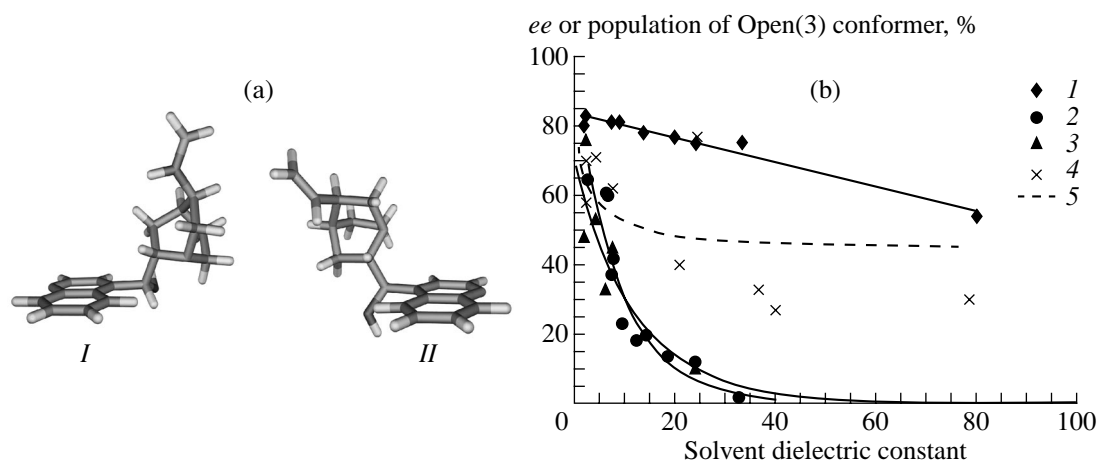 ee or population of Open(3) conformer, %
(a)
I
II
(b)
100
80
60
40
20
0
20
40
60
80
100
1
2
3
4
5
Solvent dielectric constant